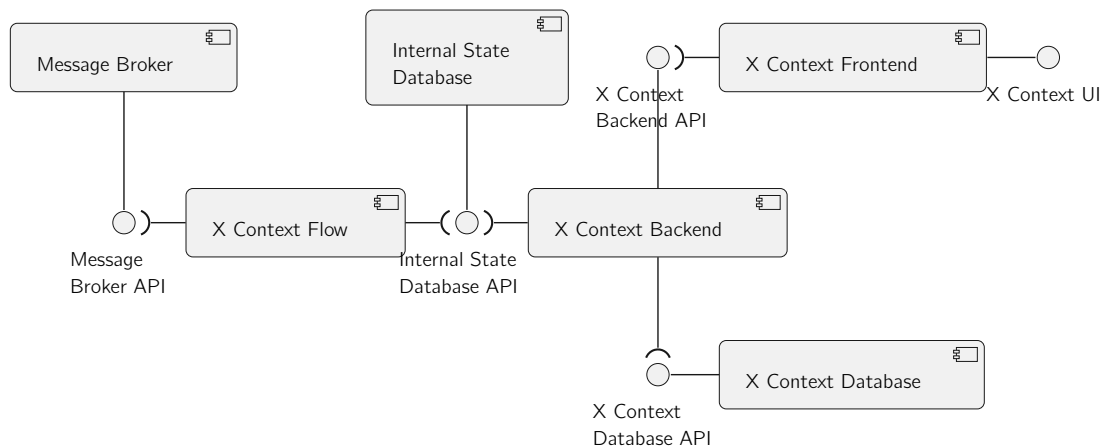 Message Broker
Internal State
Database
X Context
Backend API
X Context Frontend
X Context UI
Message
Broker API
X Context Flow
Internal State
Database API
X Context Backend
X Context
Database API
X Context Database